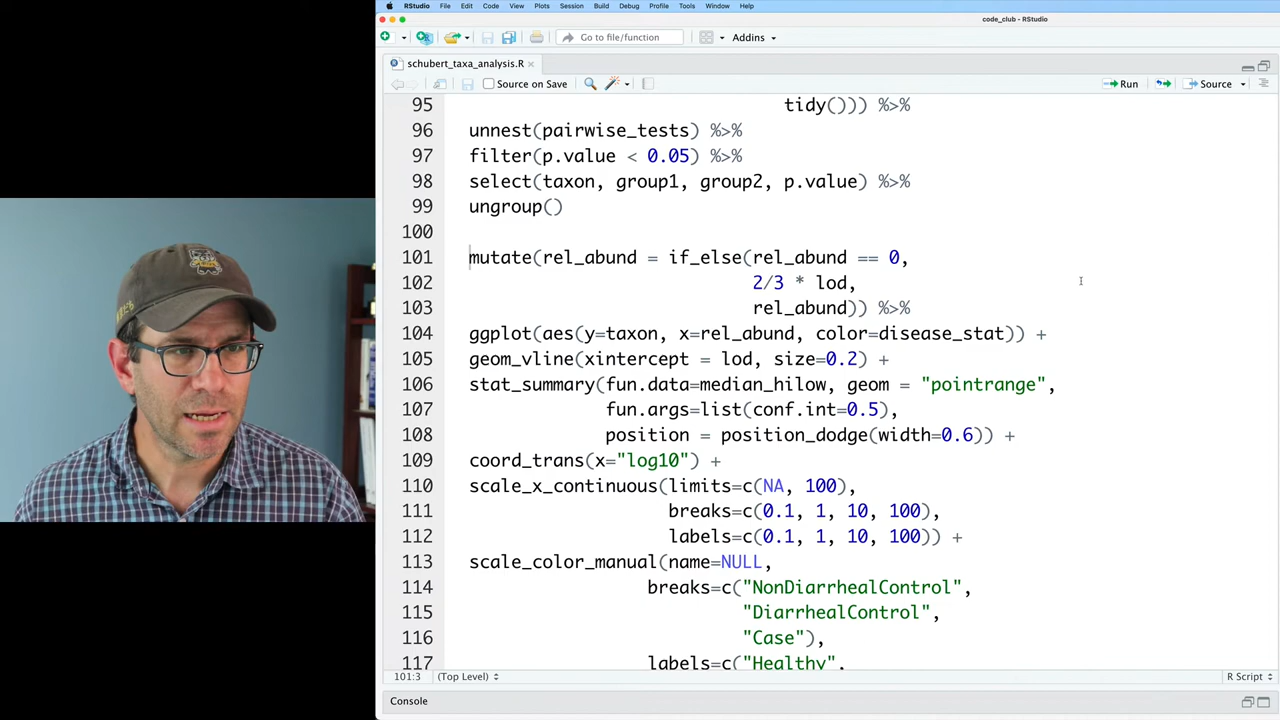 RStudio File Edit Code View Plots Session Build Debug Profile Tools Window Help
code_club - RStudio
Go to file/function
Addins
schubert_taxa_analysis.R
Source on Save
Run
Source
95 tidy())) %>%
96 unnest(pairwise_tests) %>%
97 filter(p.value < 0.05) %>%
98 select(taxon, group1, group2, p.value) %>%
99 ungroup()
100
101 mutate(rel_abund = if_else(rel_abund == 0,
102 2/3 * lod,
103 rel_abund)) %>%
104 ggplot(aes(y=taxon, x=rel_abund, color=disease_stat)) +
105 geom_vline(xintercept = lod, size=0.2) +
106 stat_summary(fun.data=median_hilow, geom = "pointrange",
107 fun.args=list(conf.int=0.5),
108 position = position_dodge(width=0.6)) +
109 coord_trans(x="log10") +
110 scale_x_continuous(limits=c(NA, 100),
111 breaks=c(0.1, 1, 10, 100),
112 labels=c(0.1, 1, 10, 100)) +
113 scale_color_manual(name=NULL,
114 breaks=c("NonDiarrhealControl",
115 "DiarrhealControl",
116 "Case"),
117 labels=c("Healthy",
101:3 (Top Level) R Script
Console